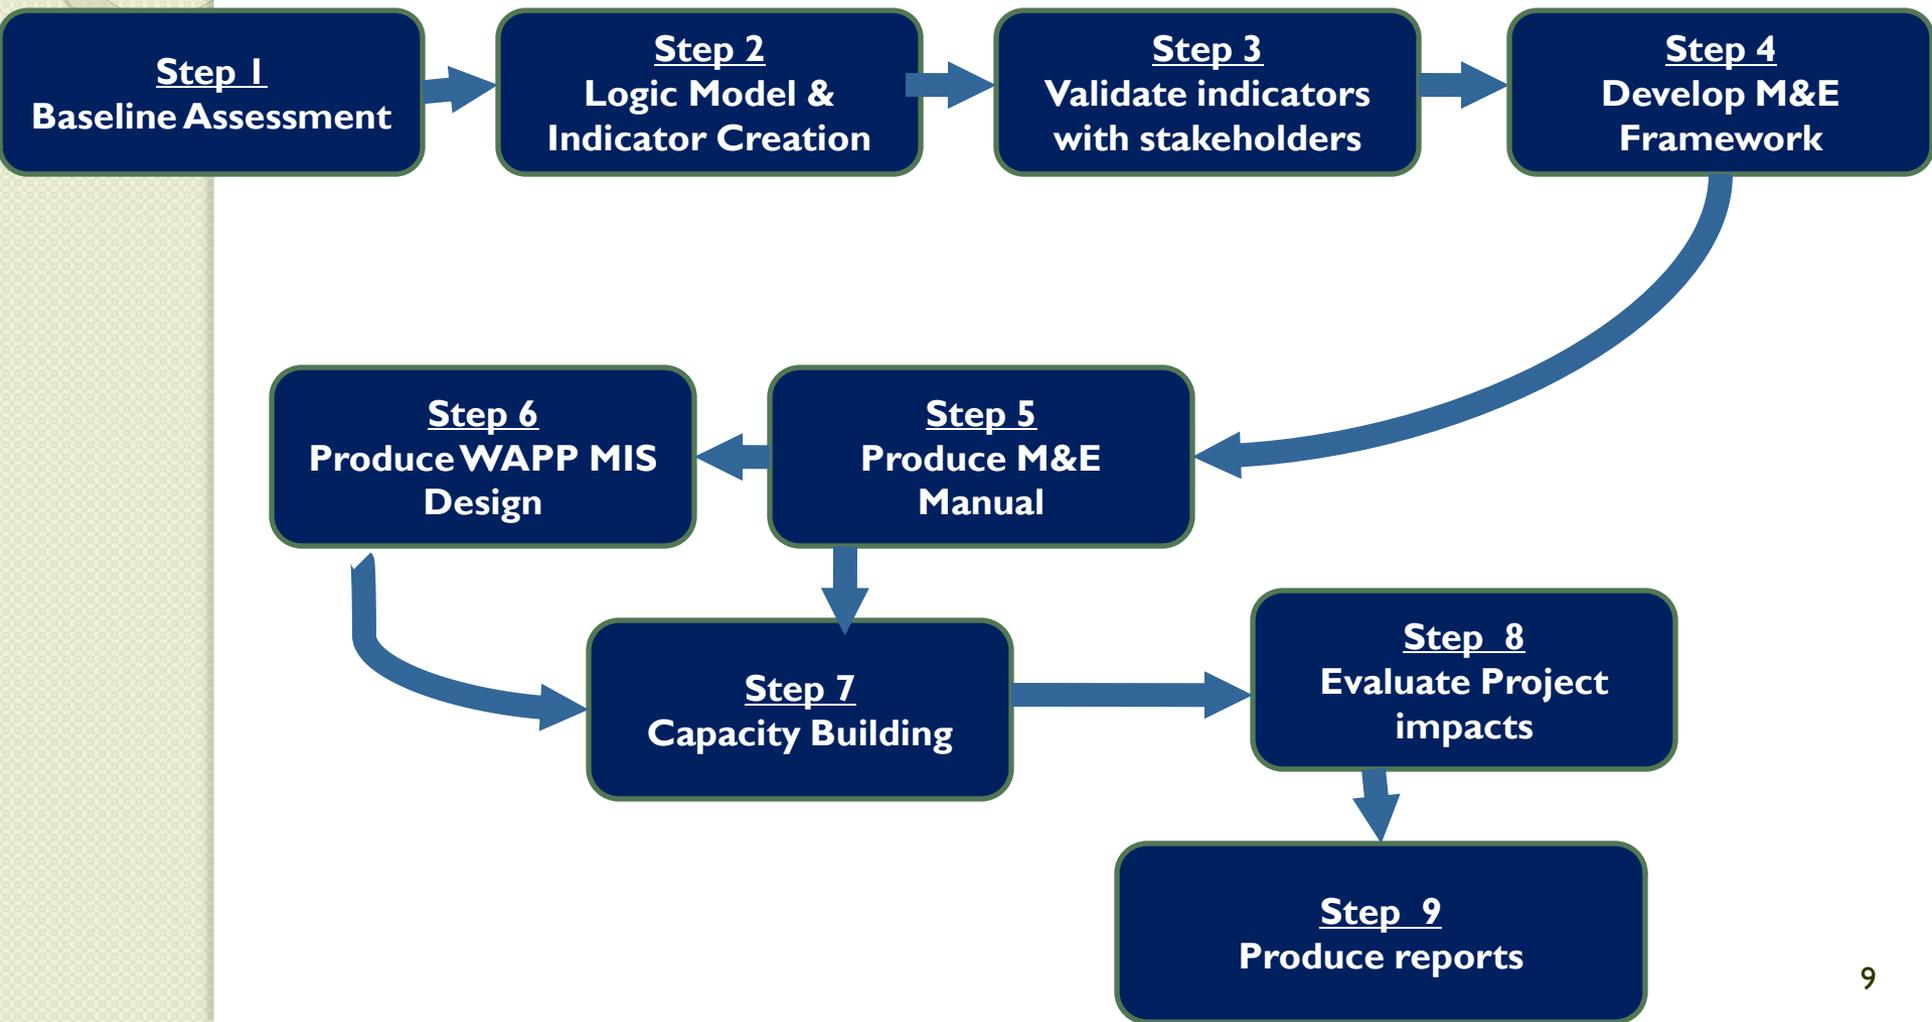 Step 1
Baseline Assessment
Step 2
Logic Model &
Indicator Creation
Step 3
Validate indicators
with stakeholders
Step 4
Develop M&E
Framework
Step 5
Produce M&E
Manual
Step 6
Produce WAPP MIS
Design
Step 7
Capacity Building
Step 8
Evaluate Project
impacts
Step 9
Produce reports
9